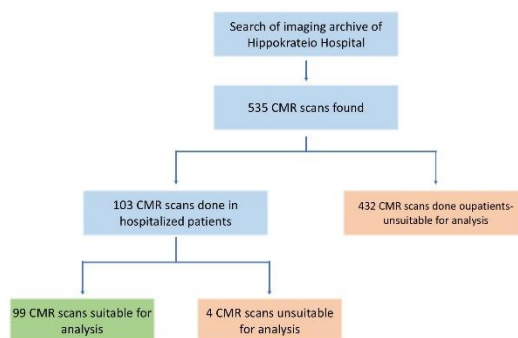 Search of imaging archive of
Hippokrateio Hospital
535 CMR scans found
103 CMR scans done in
hospitalized patients
432 CMR scans done oupatients-
unsuitable for analysis
99 CMR scans suitable for
analysis
4 CMR scans unsuitable
for analysis